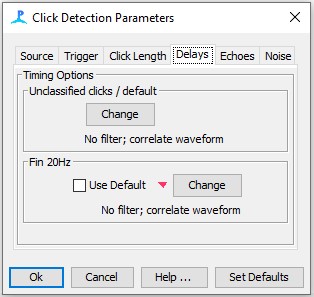 Click Detection Parameters
Source Trigger Click Length Delays Echoes Noise
Timing Options
Unclassified clicks / default
Change
No filter; correlate waveform
Fin 20Hz
Use Default Change
No filter; correlate waveform
Ok Cancel Help ... Set Defaults